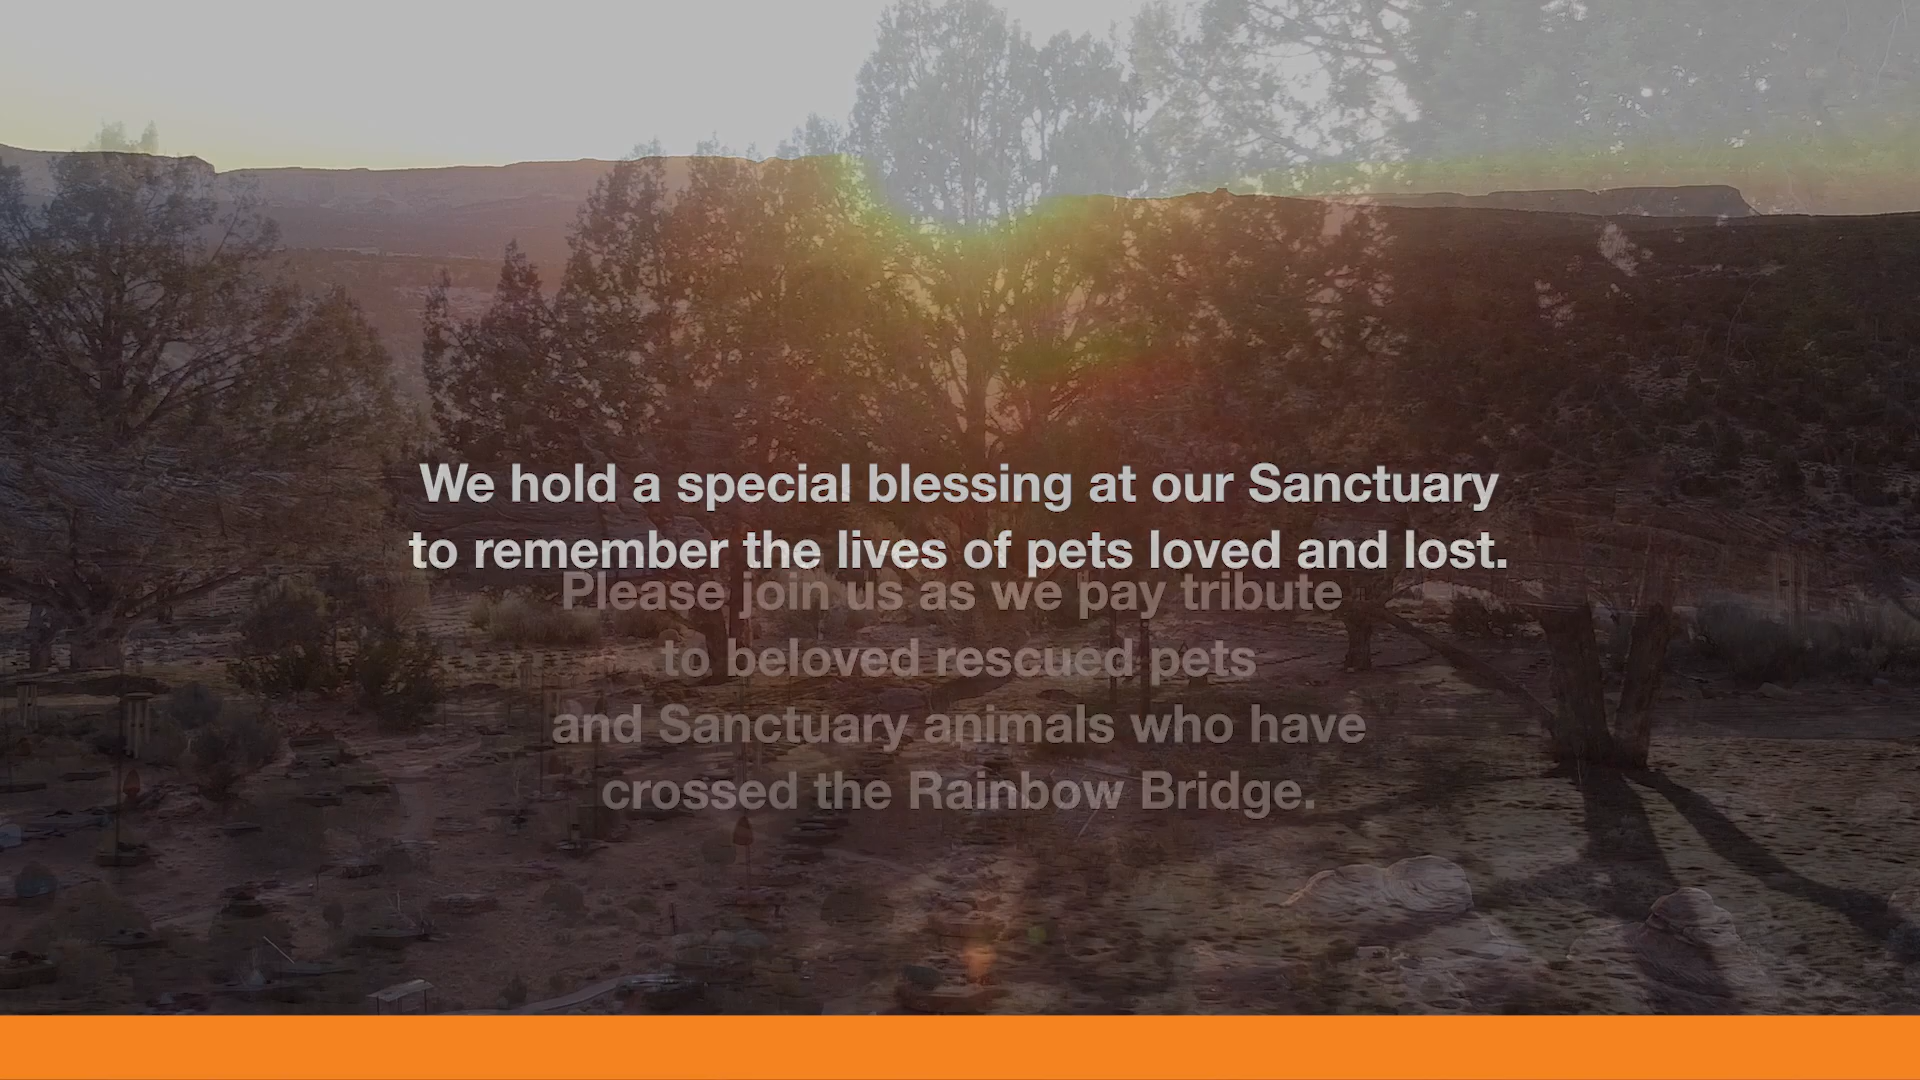 We hold a special blessing at our Sanctuary
to remember the lives of pets loved and lost.
Please join us as we pay tribute
to beloved rescued pets
and Sanctuary animals who have
crossed the Rainbow Bridge.